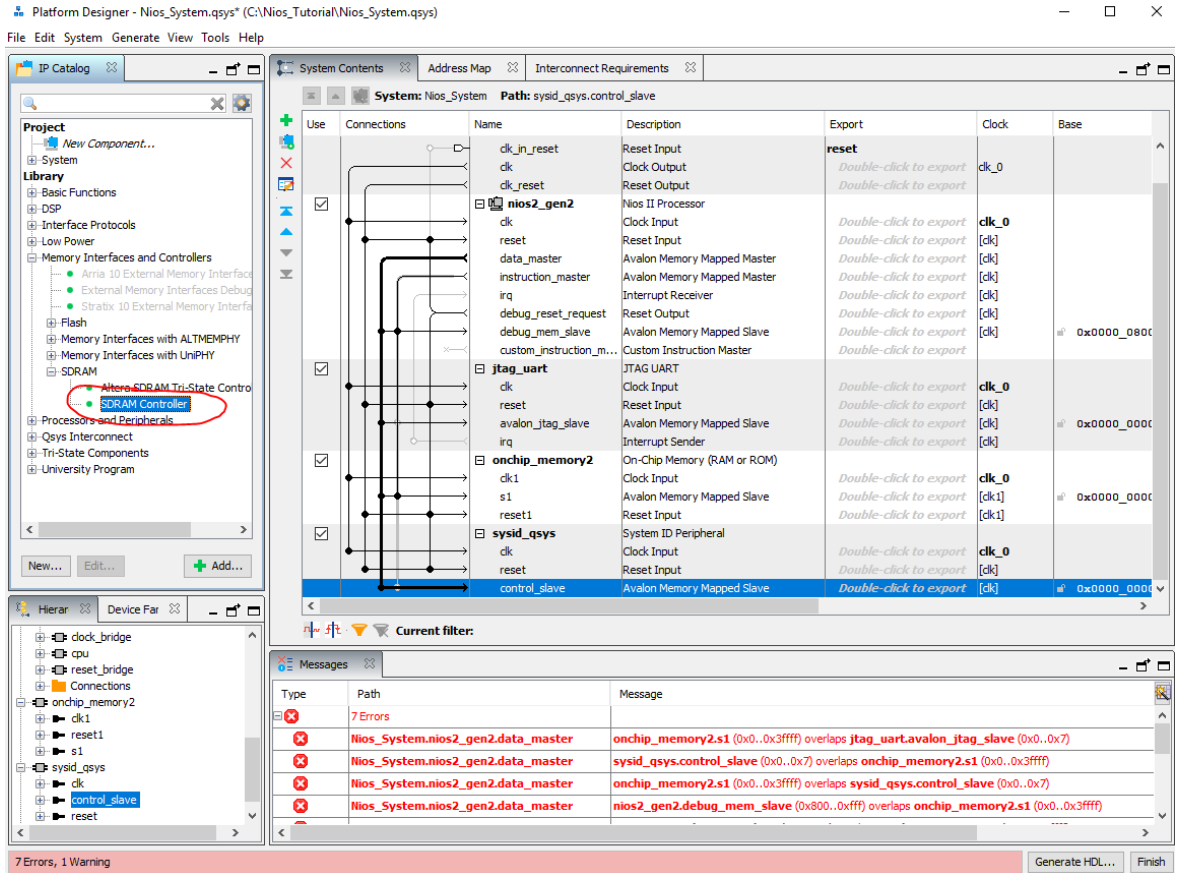 Platform Designer - Nios_System.qsys* (C:\Nios_Tutorial\Nios_System.qsys)
File Edit System Generate View Tools Help
IP Catalog
Project
New Component...
System
Library
Basic Functions
DSP
Interface Protocols
Low Power
Memory Interfaces and Controllers
Arria 10 External Memory Interface
External Memory Interfaces Debug
Stratix 10 External Memory Interfa
Flash
Memory Interfaces with ALTMEMPHY
Memory Interfaces with UniPHY
SDRAM
Altera SDRAM Tri-State Contro
SDRAM Controller
Processors and Peripherals
Qsys Interconnect
Tri-State Components
University Program
New... Edit... Add...
Hierar Device Far
clock_bridge
cpu
reset_bridge
Connections
onchip_memory2
clk1
reset1
s1
sysid_qsys
clk
control_slave
reset
System Contents Address Map Interconnect Requirements
System: Nios_System Path: sysid_qsys.control_slave
Use Connections Name Description Export Clock Base
clk_in_reset Reset Input reset
clk Clock Output Double-click to export clk_0
clk_reset Reset Output Double-click to export
nios2_gen2 Nios II Processor
clk Clock Input Double-click to export clk_0
reset Reset Input Double-click to export [clk]
data_master Avalon Memory Mapped Master Double-click to export [clk]
instruction_master Avalon Memory Mapped Master Double-click to export [clk]
irq Interrupt Receiver Double-click to export [clk]
debug_reset_request Reset Output Double-click to export [clk]
debug_mem_slave Avalon Memory Mapped Slave Double-click to export [clk] 0x0000_0800
custom_instruction_m... Custom Instruction Master Double-click to export
jtag_uart JTAG UART
clk Clock Input Double-click to export clk_0
reset Reset Input Double-click to export [clk]
avalon_jtag_slave Avalon Memory Mapped Slave Double-click to export [clk] 0x0000_0000
irq Interrupt Sender Double-click to export [clk]
onchip_memory2 On-Chip Memory (RAM or ROM)
clk1 Clock Input Double-click to export clk_0
s1 Avalon Memory Mapped Slave Double-click to export [clk1] 0x0000_0000
reset1 Reset Input Double-click to export [clk1]
sysid_qsys System ID Peripheral
clk Clock Input Double-click to export clk_0
reset Reset Input Double-click to export [clk]
control_slave Avalon Memory Mapped Slave Double-click to export [clk] 0x0000_0000
Current filter:
Messages
Type Path Message
7 Errors
Nios_System.nios2_gen2.data_master onchip_memory2.s1 (0x0..0x3ffff) overlaps jtag_uart.avalon_jtag_slave (0x0..0x7)
Nios_System.nios2_gen2.data_master sysid_qsys.control_slave (0x0..0x7) overlaps onchip_memory2.s1 (0x0..0x3ffff)
Nios_System.nios2_gen2.data_master onchip_memory2.s1 (0x0..0x3ffff) overlaps sysid_qsys.control_slave (0x0..0x7)
Nios_System.nios2_gen2.data_master nios2_gen2.debug_mem_slave (0x800..0xfff) overlaps onchip_memory2.s1 (0x0..0x3ffff)
7 Errors, 1 Warning
Generate HDL... Finish